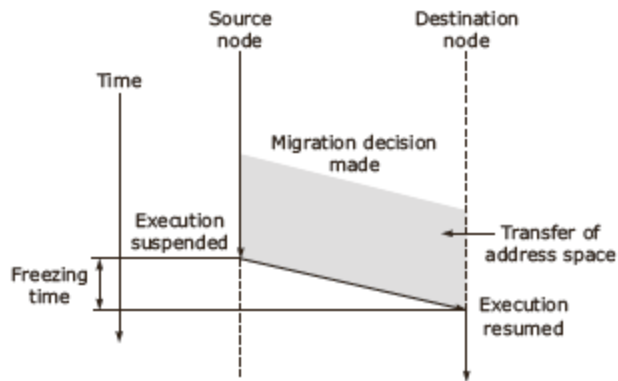 Source
node
Destination
node
Time
Migration decision
made
Execution
suspended
Transfer of
address space
Freezing
time
Execution
resumed